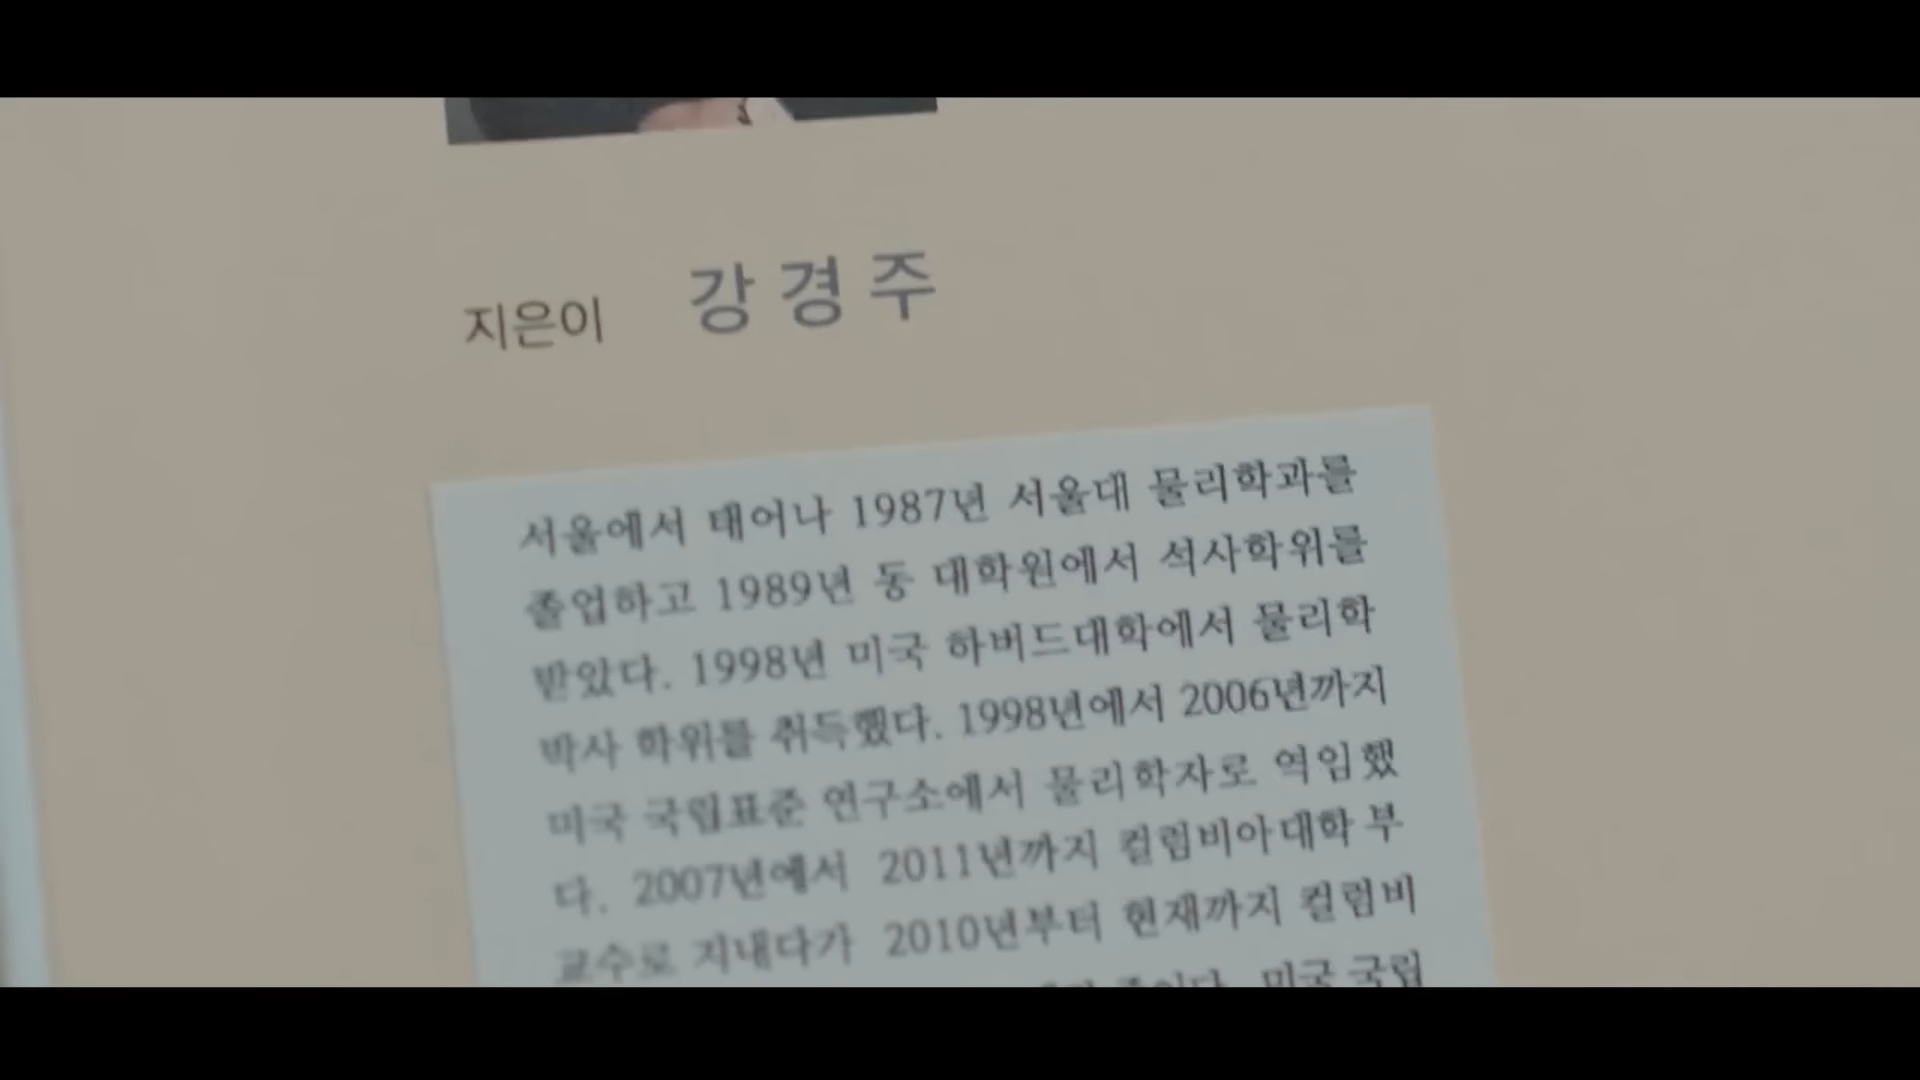 지은이 강경주
서울에서 태어나 1987년 서울대 물리학과를
졸업하고 1989년 동 대학원에서 석사학위를
받았다. 1998년 미국 하버드대학에서 물리학
박사 학위를 취득했다. 1998년에서 2006년까지
미국 국립표준 연구소에서 물리학자로 역임했
다. 2007년에서 2011년까지 컬럼비아대학 부
교수로 지내다가 2010년부터 현재까지 컬럼비
미국 국립